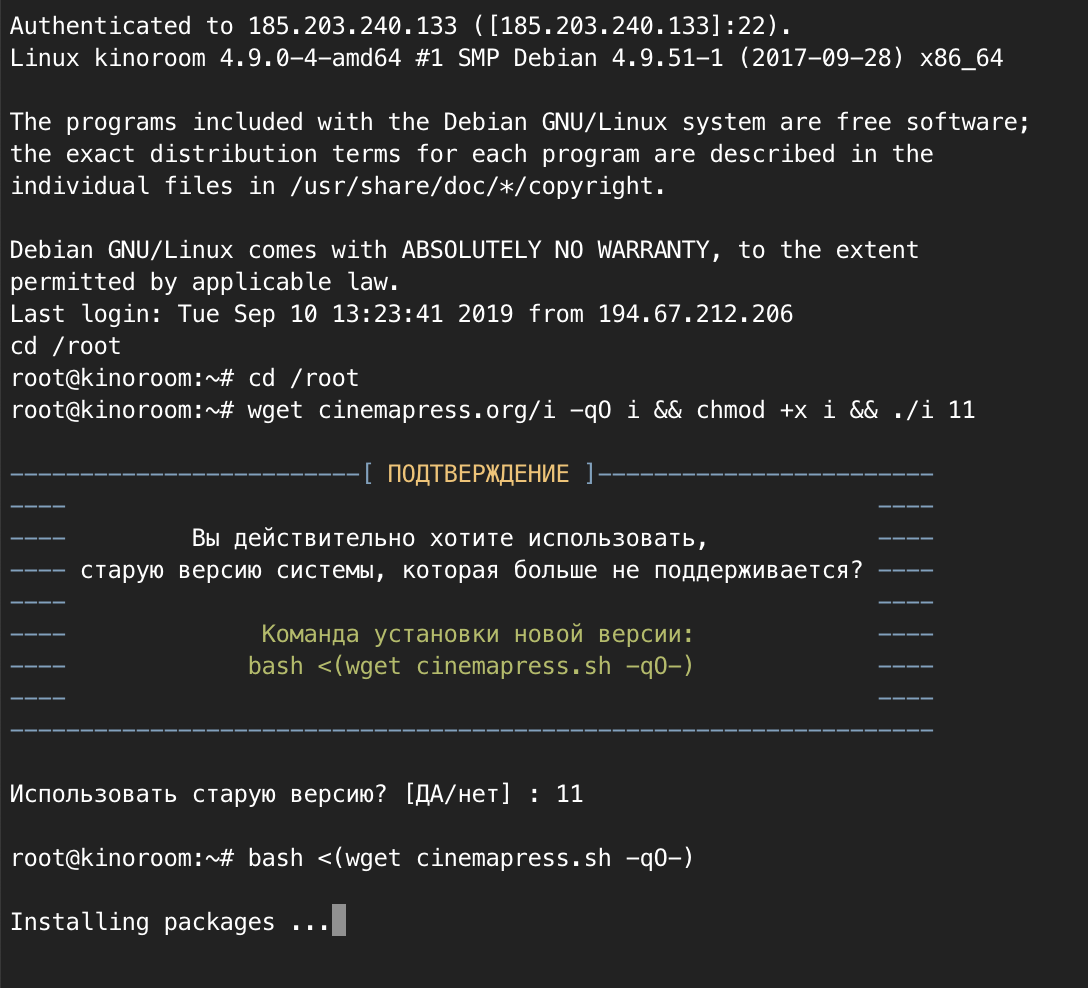 Authenticated to 185.203.240.133 ([185.203.240.133]:22).
Linux kinoroom 4.9.0-4-amd64 #1 SMP Debian 4.9.51-1 (2017-09-28) x86_64
The programs included with the Debian GNU/Linux system are free software;
the exact distribution terms for each program are described in the
individual files in /usr/share/doc/*/copyright.
Debian GNU/Linux comes with ABSOLUTELY NO WARRANTY, to the extent
permitted by applicable law.
Last login: Tue Sep 10 13:23:41 2019 from 194.67.212.206
cd /root
root@kinoroom:~# cd /root
root@kinoroom:~# wget cinemapress.org/i -qO i && chmod +x i && ./i 11
-------------------------[ ПОДТВЕРЖДЕНИЕ ]------------------------
---- ----
---- Вы действительно хотите использовать, ----
---- старую версию системы, которая больше не поддерживается? ----
---- ----
---- Команда установки новой версии: ----
---- bash <(wget cinemapress.sh -qO-) ----
---- ----
------------------------------------------------------------------
Использовать старую версию? [ДА/нет] : 11
root@kinoroom:~# bash <(wget cinemapress.sh -qO-)
Installing packages ...